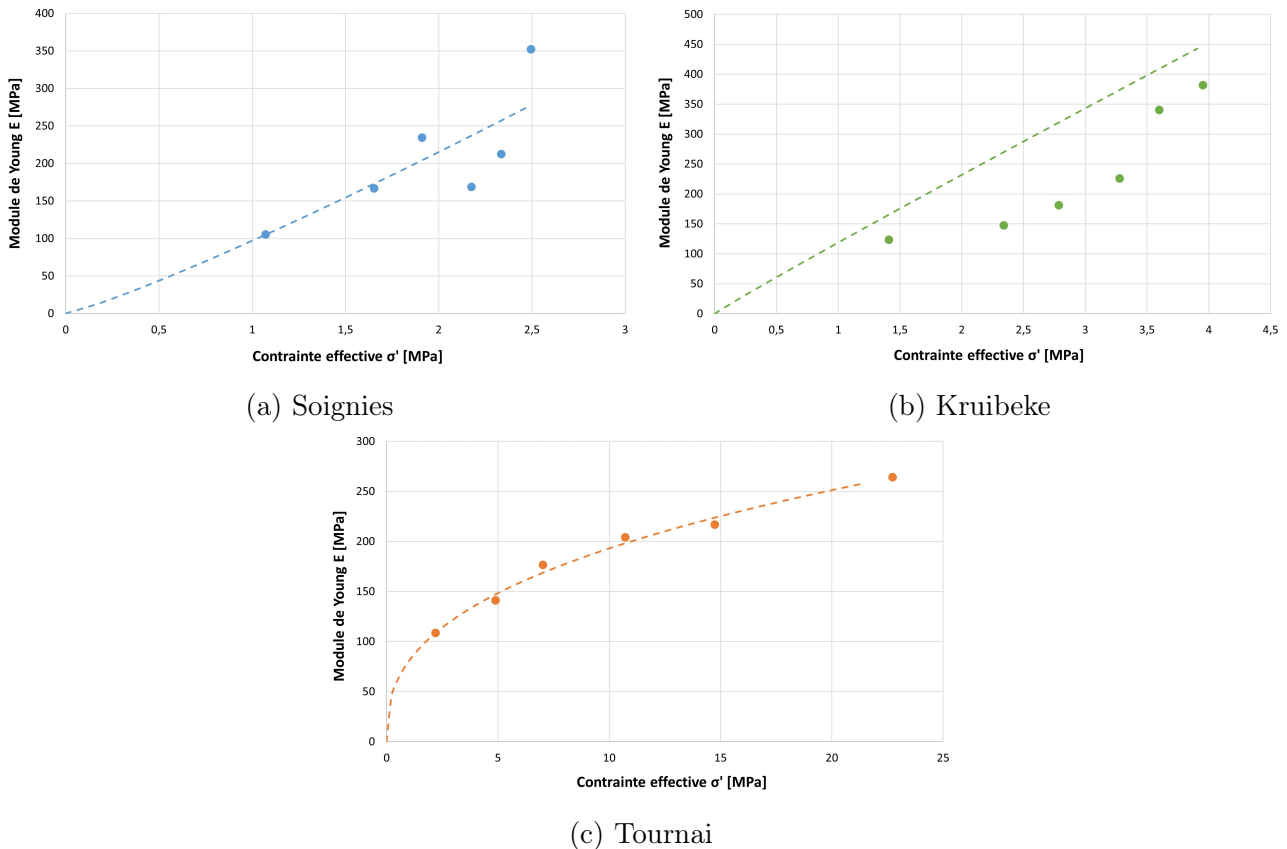 400
350
300
250
200
150
100
50
0
Module de Young E [MPa]
0 0,5 1 1,5 2 2,5 3
Contrainte effective σ' [MPa]
(a) Soignies
500
450
400
350
300
250
200
150
100
50
0
Module de Young E [MPa]
0 0,5 1 1,5 2 2,5 3 3,5 4 4,5
Contrainte effective σ' [MPa]
(b) Kruibeke
300
250
200
150
100
50
0
Module de Young E [MPa]
0 5 10 15 20 25
Contrainte effective σ' [MPa]
(c) Tournai